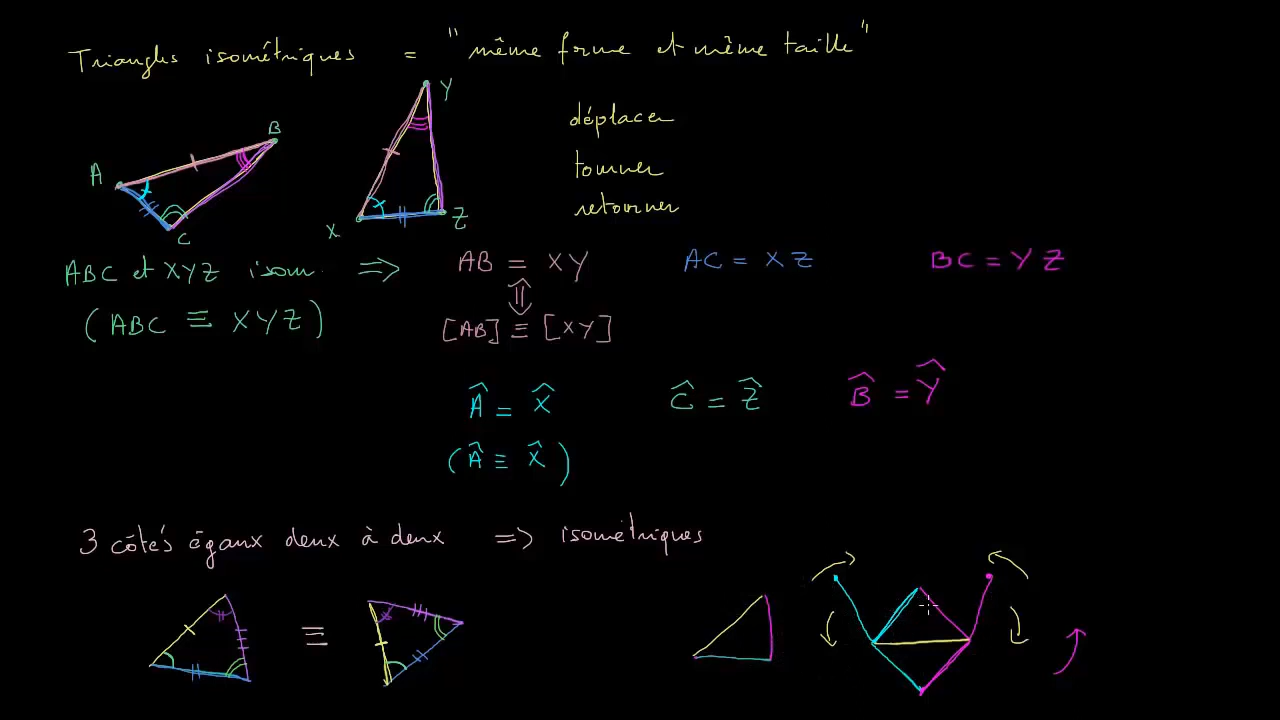 Triangles isométriques = "même forme et même taille"
déplacer
tourner
retourner
A B C
X Y Z
ABC et XYZ isom. => AB = XY AC = XZ BC = YZ
⇕
(ABC ≡ XYZ) [AB] ≡ [XY]
Â = X̂ Ĉ = Ẑ B̂ = Ŷ
(Â ≡ X̂)
3 côtés égaux deux à deux => isométriques
≡